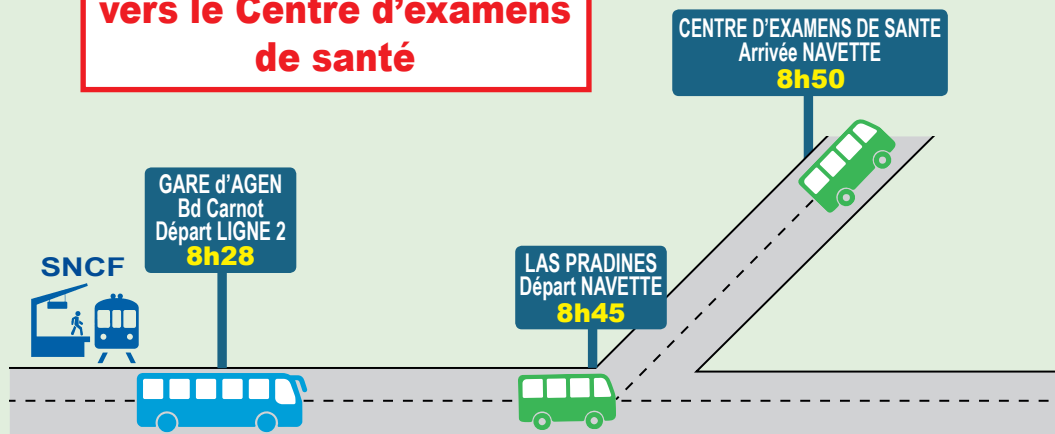 vers le Centre d'examens
de santé
CENTRE D'EXAMENS DE SANTE
Arrivée NAVETTE
8h50
GARE d'AGEN
Bd Carnot
Départ LIGNE 2
8h28
SNCF
LAS PRADINES
Départ NAVETTE
8h45